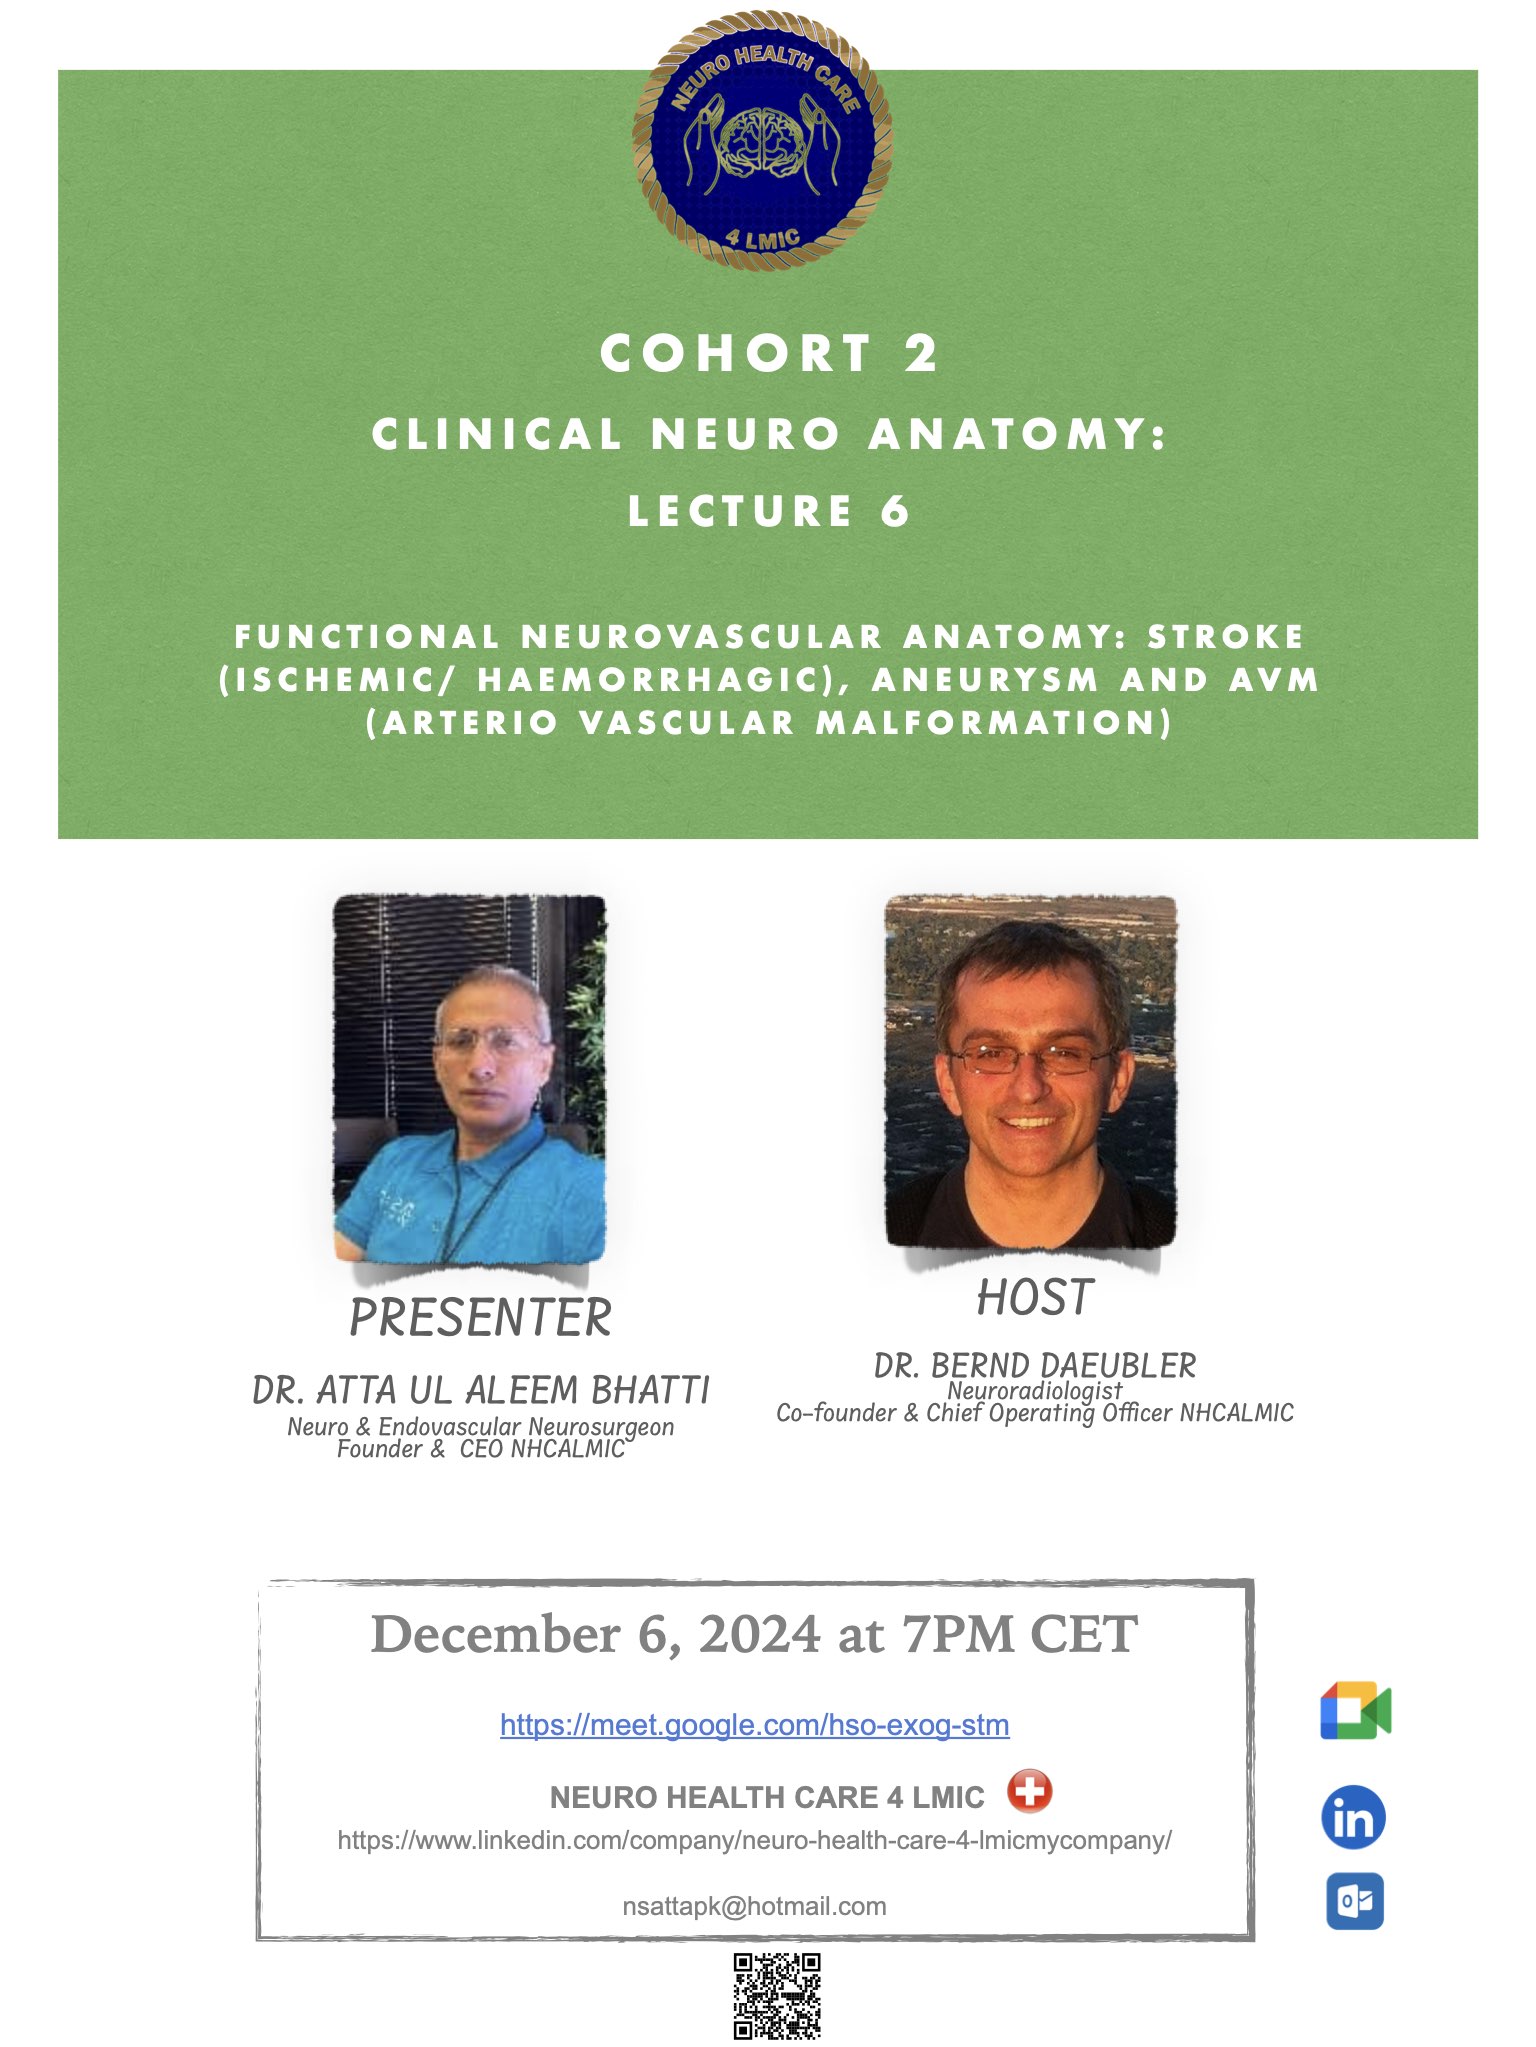 NEURO HEALTH CARE
4 LMIC
COHORT 2
CLINICAL NEURO ANATOMY:
LECTURE 6
FUNCTIONAL NEUROVASCULAR ANATOMY: STROKE
(ISCHEMIC/ HAEMORRHAGIC), ANEURYSM AND AVM
(ARTERIO VASCULAR MALFORMATION)
PRESENTER
DR. ATTA UL ALEEM BHATTI
Neuro & Endovascular Neurosurgeon
Founder & CEO NHCALMIC
HOST
DR. BERND DAEUBLER
Neuroradiologist
Co-founder & Chief Operating Officer NHCALMIC
December 6, 2024 at 7PM CET
https://meet.google.com/hso-exog-stm
NEURO HEALTH CARE 4 LMIC
https://www.linkedin.com/company/neuro-health-care-4-lmicmycompany/
nsattapk@hotmail.com
in
O